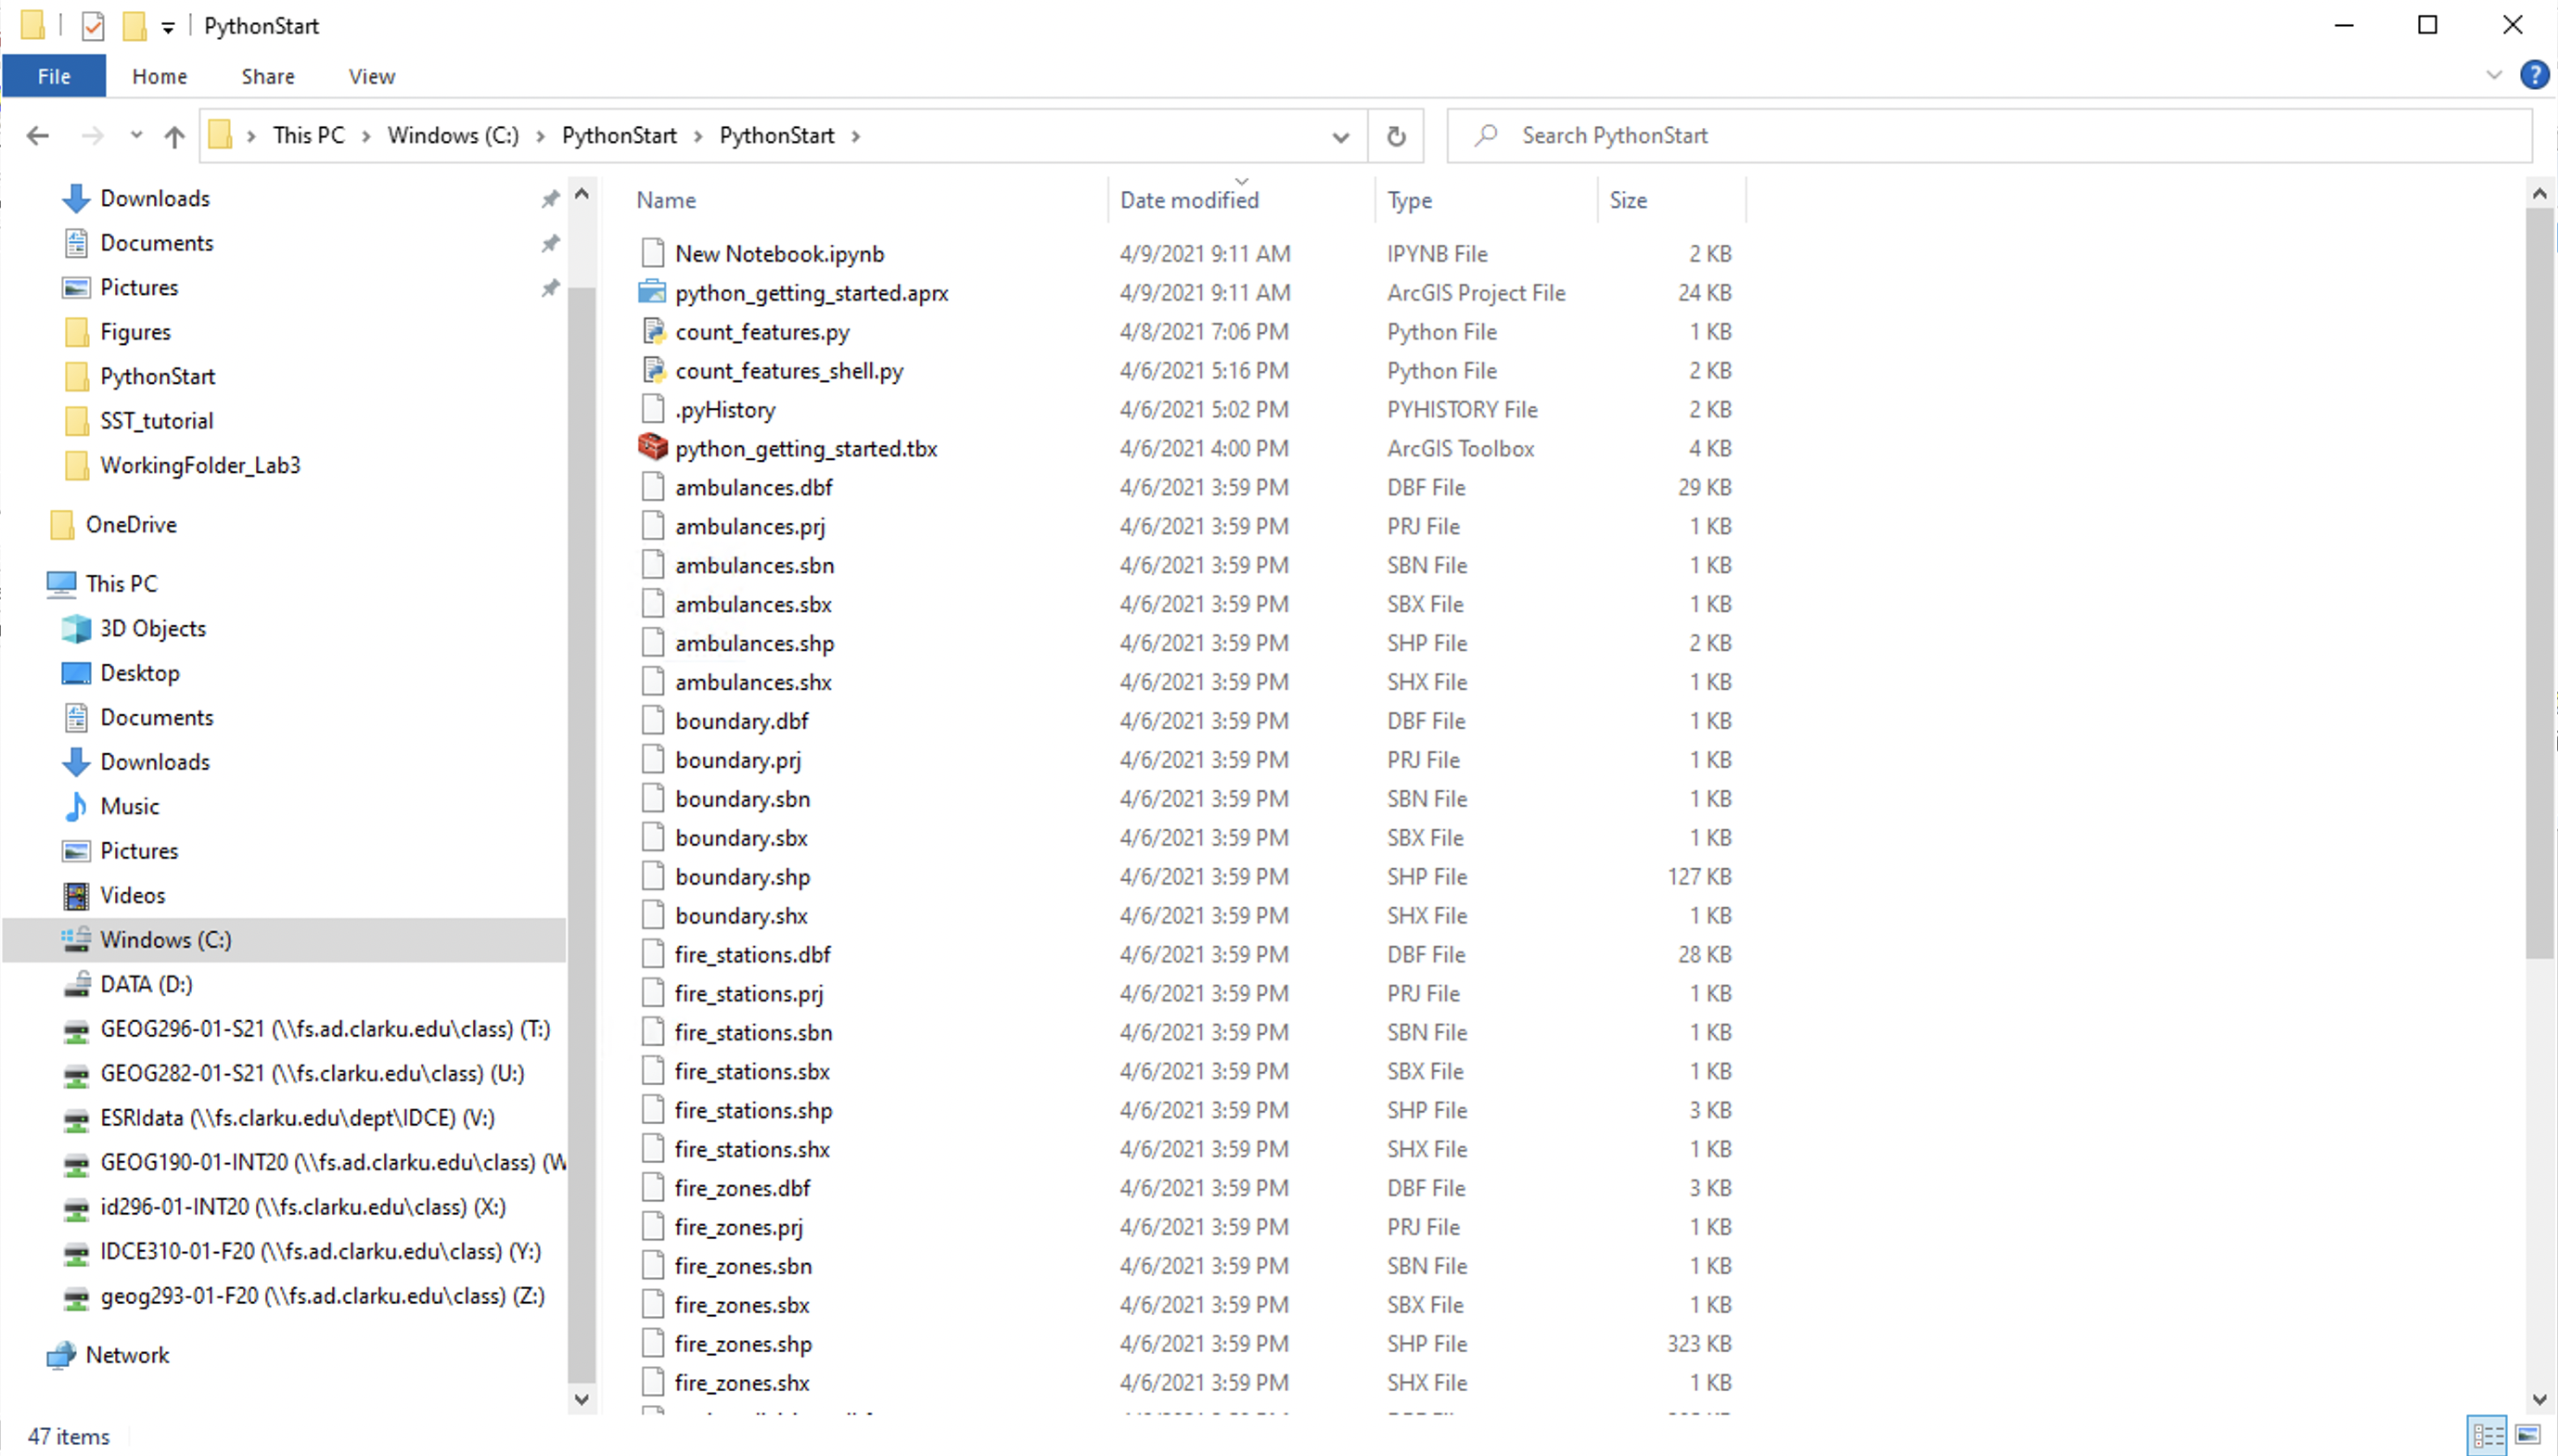 PythonStart
File Home Share View
This PC > Windows (C:) > PythonStart > PythonStart >
Search PythonStart
Downloads
Documents
Pictures
Figures
PythonStart
SST_tutorial
WorkingFolder_Lab3
OneDrive
This PC
3D Objects
Desktop
Documents
Downloads
Music
Pictures
Videos
Windows (C:)
DATA (D:)
GEOG296-01-S21 (\\fs.ad.clarku.edu\class) (T:)
GEOG282-01-S21 (\\fs.clarku.edu\class) (U:)
ESRIdata (\\fs.clarku.edu\dept\IDCE) (V:)
GEOG190-01-INT20 (\\fs.ad.clarku.edu\class) (W
id296-01-INT20 (\\fs.clarku.edu\class) (X:)
IDCE310-01-F20 (\\fs.ad.clarku.edu\class) (Y:)
geog293-01-F20 (\\fs.ad.clarku.edu\class) (Z:)
Network
Name Date modified Type Size
New Notebook.ipynb 4/9/2021 9:11 AM IPYNB File 2 KB
python_getting_started.aprx 4/9/2021 9:11 AM ArcGIS Project File 24 KB
count_features.py 4/8/2021 7:06 PM Python File 1 KB
count_features_shell.py 4/6/2021 5:16 PM Python File 2 KB
.pyHistory 4/6/2021 5:02 PM PYHISTORY File 2 KB
python_getting_started.tbx 4/6/2021 4:00 PM ArcGIS Toolbox 4 KB
ambulances.dbf 4/6/2021 3:59 PM DBF File 29 KB
ambulances.prj 4/6/2021 3:59 PM PRJ File 1 KB
ambulances.sbn 4/6/2021 3:59 PM SBN File 1 KB
ambulances.sbx 4/6/2021 3:59 PM SBX File 1 KB
ambulances.shp 4/6/2021 3:59 PM SHP File 2 KB
ambulances.shx 4/6/2021 3:59 PM SHX File 1 KB
boundary.dbf 4/6/2021 3:59 PM DBF File 1 KB
boundary.prj 4/6/2021 3:59 PM PRJ File 1 KB
boundary.sbn 4/6/2021 3:59 PM SBN File 1 KB
boundary.sbx 4/6/2021 3:59 PM SBX File 1 KB
boundary.shp 4/6/2021 3:59 PM SHP File 127 KB
boundary.shx 4/6/2021 3:59 PM SHX File 1 KB
fire_stations.dbf 4/6/2021 3:59 PM DBF File 28 KB
fire_stations.prj 4/6/2021 3:59 PM PRJ File 1 KB
fire_stations.sbn 4/6/2021 3:59 PM SBN File 1 KB
fire_stations.sbx 4/6/2021 3:59 PM SBX File 1 KB
fire_stations.shp 4/6/2021 3:59 PM SHP File 3 KB
fire_stations.shx 4/6/2021 3:59 PM SHX File 1 KB
fire_zones.dbf 4/6/2021 3:59 PM DBF File 3 KB
fire_zones.prj 4/6/2021 3:59 PM PRJ File 1 KB
fire_zones.sbn 4/6/2021 3:59 PM SBN File 1 KB
fire_zones.sbx 4/6/2021 3:59 PM SBX File 1 KB
fire_zones.shp 4/6/2021 3:59 PM SHP File 323 KB
fire_zones.shx 4/6/2021 3:59 PM SHX File 1 KB
47 items